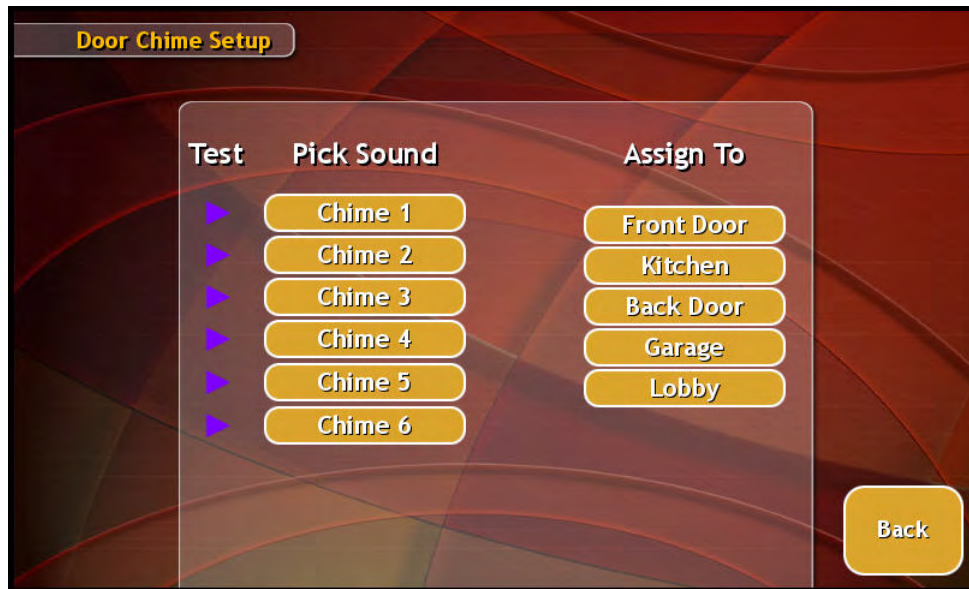 Door Chime Setup
Test Pick Sound Assign To
Chime 1
Chime 2
Chime 3
Chime 4
Chime 5
Chime 6
Front Door
Kitchen
Back Door
Garage
Lobby
Back